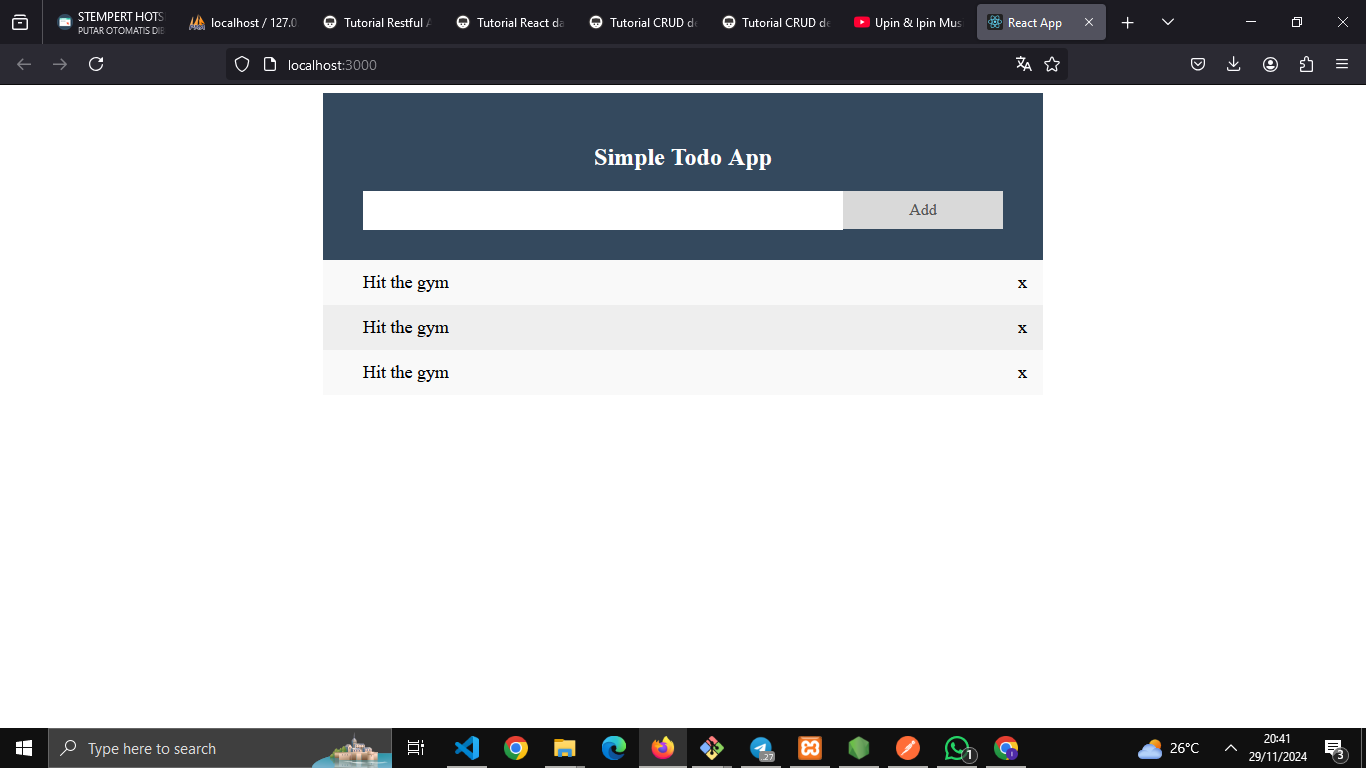 STEMPERT HOTS
PUTAR OTOMATIS DIB
localhost / 127.0.
Tutorial Restful A
Tutorial React da
Tutorial CRUD de
Tutorial CRUD de
Upin & Ipin Mus
React App
localhost:3000
Simple Todo App
Add
Hit the gym x
Hit the gym x
Hit the gym x
Type here to search
27
1
26°C
20:41
29/11/2024
3